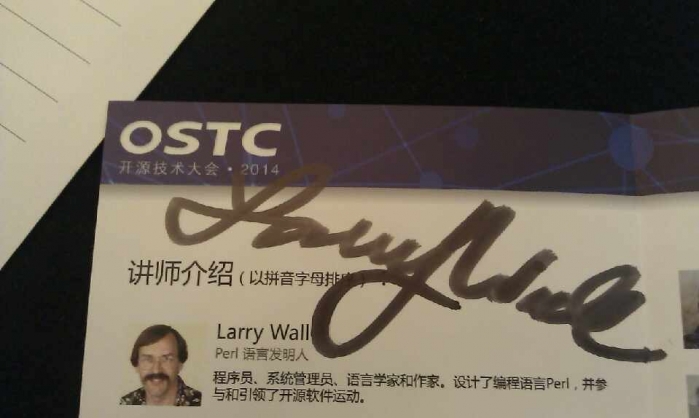 OSTC
开源技术大会 · 2014
Larry Wall
讲师介绍（以拼音字母排序）：
Larry Wall
Perl 语言发明人
程序员、系统管理员、语言学家和作家。设计了编程语言Perl，并参
与和引领了开源软件运动。